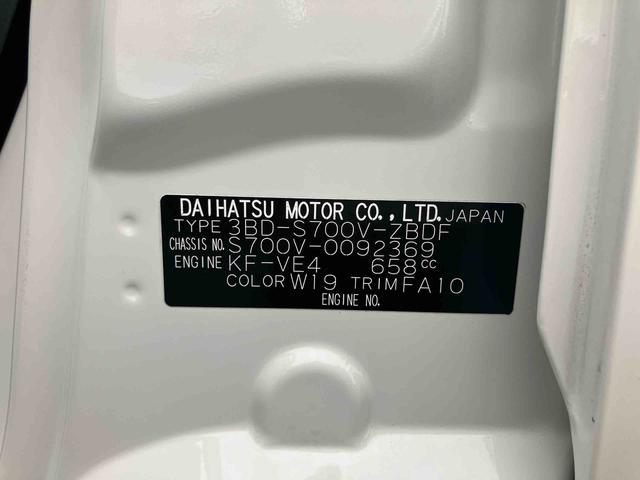 DAIHATSU MOTOR CO.,LTD. JAPAN
TYPE 3BD-S700V-ZBDF
CHASSIS NO. S700V-0092369
ENGINE KF-VE4 658cc
COLOR W19 TRIM FA10
ENGINE NO.